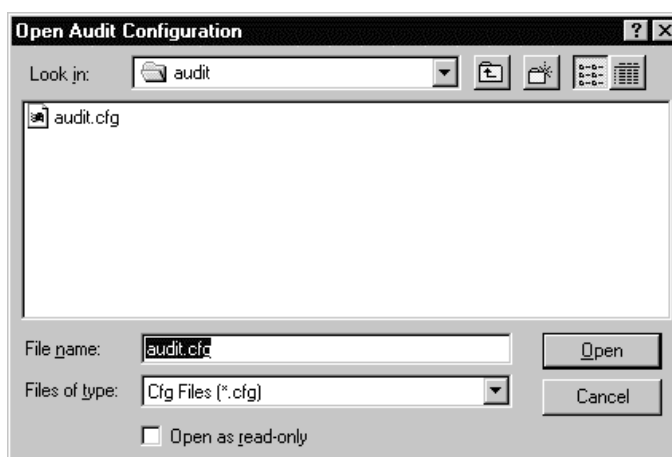 Open Audit Configuration
Look in: audit
audit.cfg
File name: audit.cfg Open
Files of type: Cfg Files (*.cfg) Cancel
Open as read-only